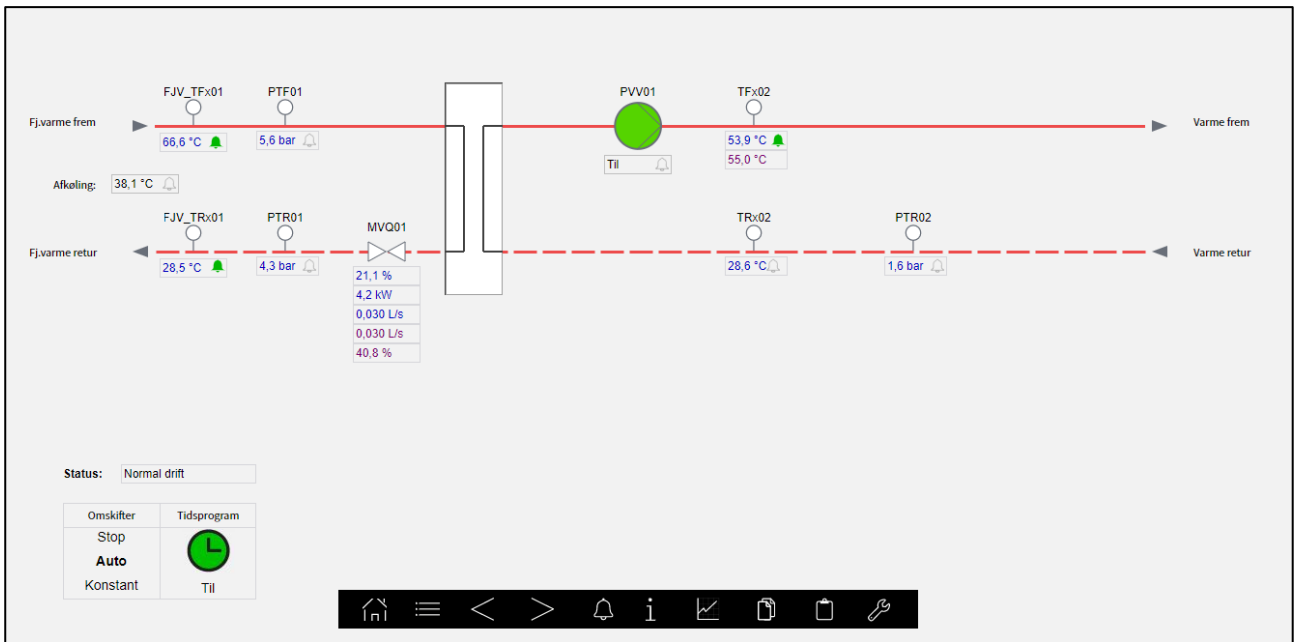 FJV_TFx01
PTF01
PVV01
TFx02
Fj.varme frem
Varme frem
66,6 °C
5,6 bar
53,9 °C
Til
55,0 °C
Afkøling:
38,1 °C
FJV_TRx01
PTR01
MVQ01
TRx02
PTR02
Fj.varme retur
Varme retur
28,5 °C
4,3 bar
28,6 °C
1,6 bar
21,1 %
4,2 kW
0,030 L/s
0,030 L/s
40,8 %
Status:
Normal drift
Omskifter
Tidsprogram
Stop
Auto
Konstant
Til